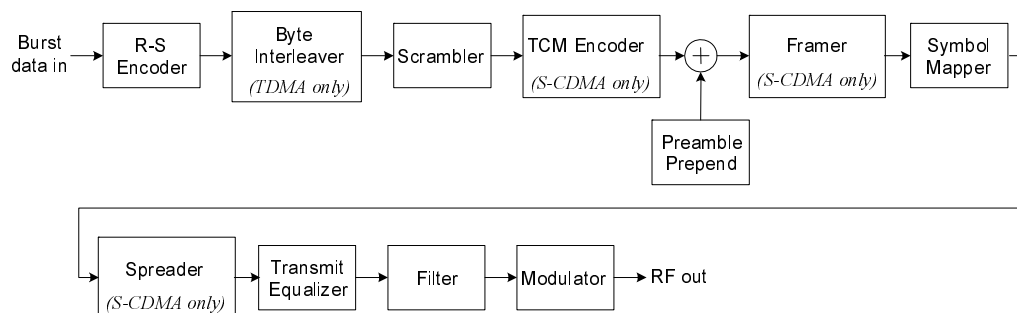 Burst
data in
R-S
Encoder
Byte
Interleaver
(TDMA only)
Scrambler
TCM Encoder
(S-CDMA only)
Preamble
Prepend
Framer
(S-CDMA only)
Symbol
Mapper
Spreader
(S-CDMA only)
Transmit
Equalizer
Filter
Modulator
RF out